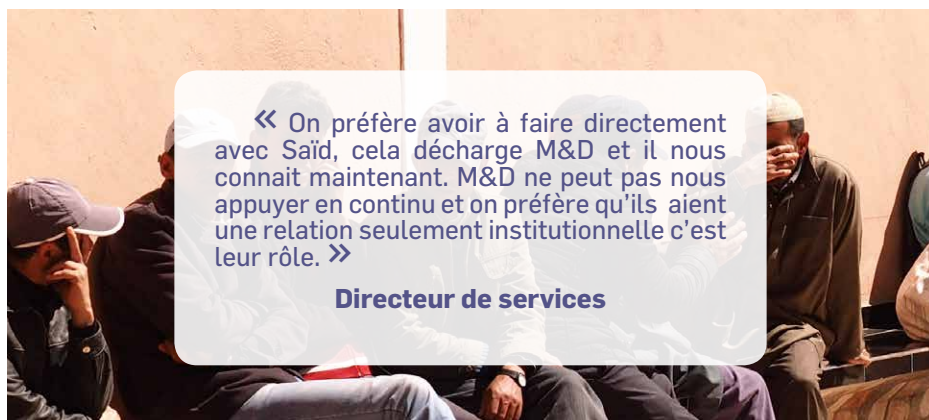 « On préfère avoir à faire directement
avec Saïd, cela décharge M&D et il nous
connait maintenant. M&D ne peut pas nous
appuyer en continu et on préfère qu'ils aient
une relation seulement institutionnelle c'est
leur rôle. »
Directeur de services